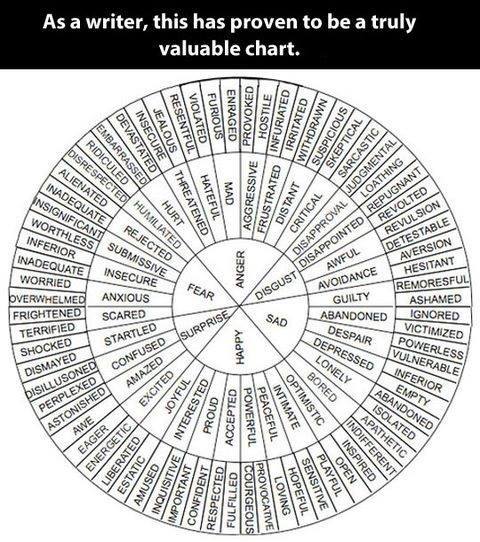 As a writer, this has proven to be a truly
valuable chart.
ANGER
DISGUST
SAD
HAPPY
SURPRISE
FEAR
HURT
THREATENED
HATEFUL
MAD
AGGRESSIVE
FRUSTRATED
DISTANT
CRITICAL
DISAPPROVAL
DISAPPOINTED
AWFUL
AVOIDANCE
GUILTY
ABANDONED
DESPAIR
DEPRESSED
LONELY
BORED
OPTIMISTIC
INTIMATE
PEACEFUL
POWERFUL
ACCEPTED
PROUD
INTERESTED
JOYFUL
EXCITED
AMAZED
CONFUSED
STARTLED
SCARED
ANXIOUS
INSECURE
SUBMISSIVE
REJECTED
HUMILIATED
EMBARRASSED
DEVASTATED
INSECURE
JEALOUS
RESENTFUL
VIOLATED
FURIOUS
ENRAGED
PROVOKED
HOSTILE
INFURIATED
IRRITATED
WITHDRAWN
SUSPICIOUS
SKEPTICAL
SARCASTIC
JUDGMENTAL
LOATHING
REPUGNANT
REVOLTED
REVULSION
DETESTABLE
AVERSION
HESITANT
REMORESFUL
ASHAMED
IGNORED
VICTIMIZED
POWERLESS
VULNERABLE
INFERIOR
EMPTY
ABANDONED
ISOLATED
APATHETIC
INDIFFERENT
INSPIRED
OPEN
PLAYFUL
SENSITIVE
HOPEFUL
LOVING
PROVOCATIVE
COURGEOUS
FULFILLED
RESPECTED
CONFIDENT
IMPORTANT
INQUISITIVE
AMUSED
ESTATIC
LIBERATED
ENERGETIC
EAGER
AWE
ASTONISHED
PERPLEXED
DISILLUSIONED
DISMAYED
SHOCKED
TERRIFIED
FRIGHTENED
OVERWHELMED
WORRIED
INADEQUATE
INFERIOR
WORTHLESS
INSIGNIFICANT
INADEQUATE
ALIENATED
DISRESPECTED
RIDICULED